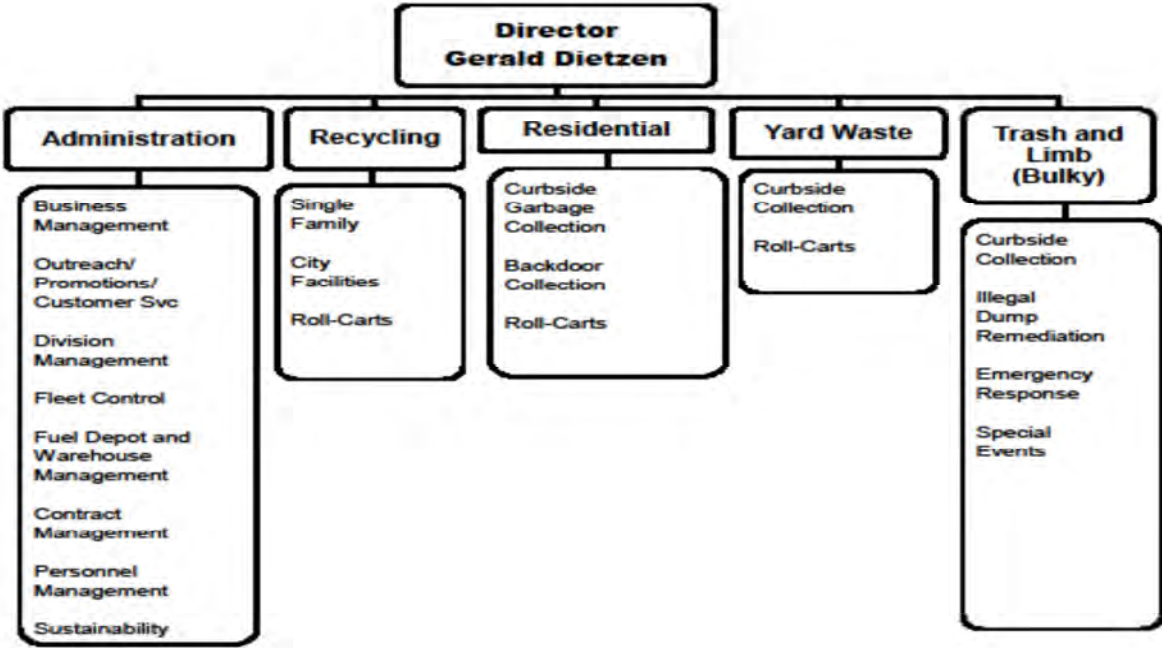 Director
Gerald Dietzen
Administration
Business
Management
Outreach/
Promotions/
Customer Svc
Division
Management
Fleet Control
Fuel Depot and
Warehouse
Management
Contract
Management
Personnel
Management
Sustainability
Recycling
Single
Family
City
Facilities
Roll-Carts
Residential
Curbside
Garbage
Collection
Backdoor
Collection
Roll-Carts
Yard Waste
Curbside
Collection
Roll-Carts
Trash and
Limb
(Bulky)
Curbside
Collection
Illegal
Dump
Remediation
Emergency
Response
Special
Events